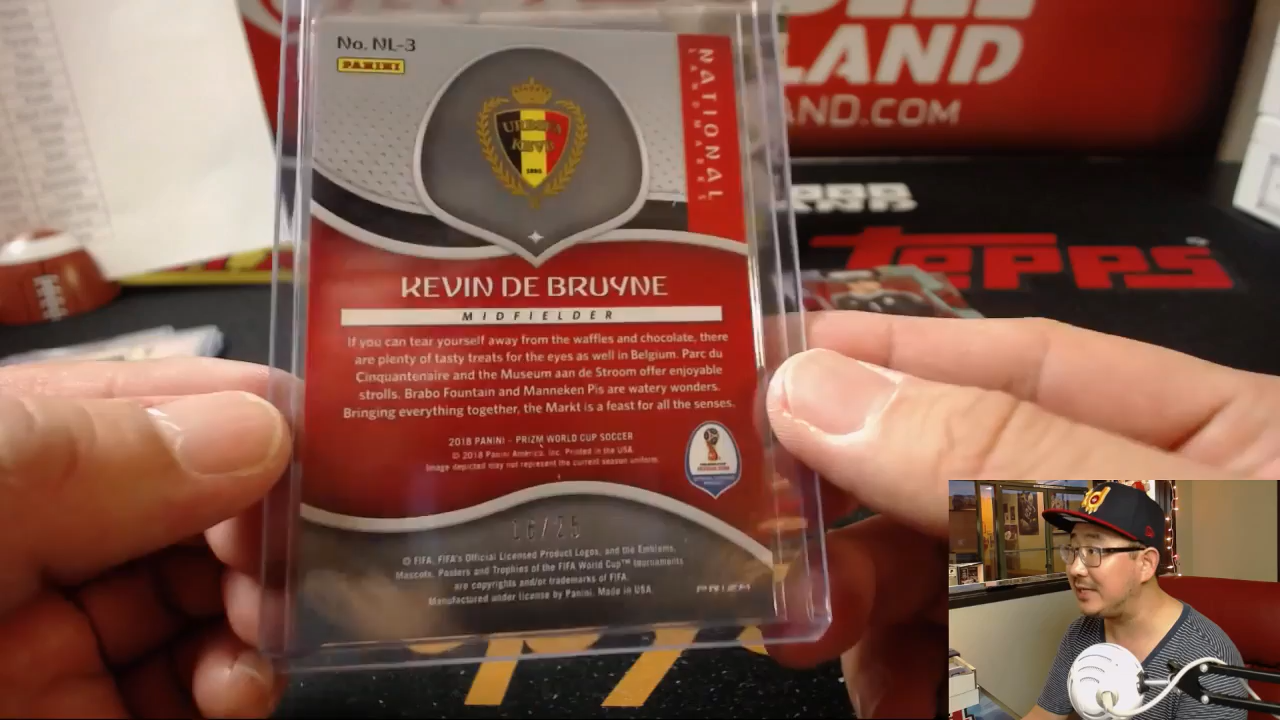 No. NL-3
PANINI
NATIONAL
LANDMARKS
LAND
AND.COM
LAND
TOPPS
URBSFA
KBVB
1895
KEVIN DE BRUYNE
MIDFIELDER
If you can tear yourself away from the waffles and chocolate, there
are plenty of tasty treats for the eyes as well in Belgium. Parc du
Cinquantenaire and the Museum aan de Stroom offer enjoyable
strolls. Brabo Fountain and Manneken Pis are watery wonders.
Bringing everything together, the Markt is a feast for all the senses.
2018 PANINI - PRIZM WORLD CUP SOCCER
© 2018 Panini America, Inc. Printed in the USA.
Image depicted may not represent the current season uniform.
© FIFA, FIFA's Official Licensed Product Logos, and the Emblems,
Mascots, Posters and Trophies of the FIFA World Cup™ tournaments
are copyrights and/or trademarks of FIFA.
Manufactured under license by Panini. Made in USA.
PRIZM